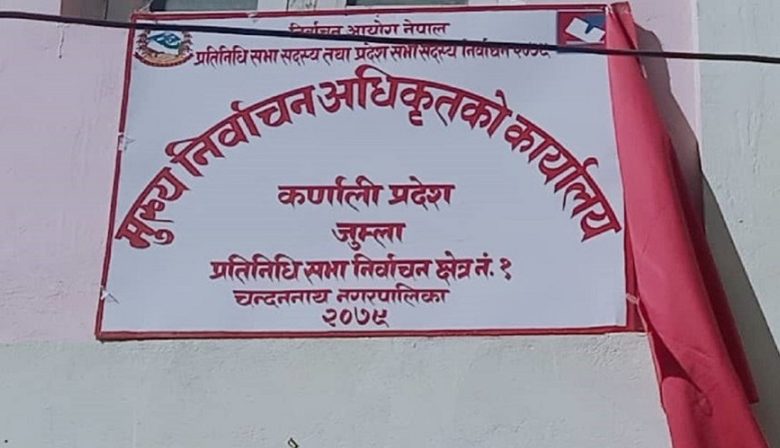 निर्वाचन आयोग नेपाल
प्रतिनिधि सभा सदस्य तथा प्रदेश सभा सदस्य निर्वाचन २०७९
मुख्य निर्वाचन अधिकृतको कार्यालय
कर्णाली प्रदेश
जुम्ला
प्रतिनिधि सभा निर्वाचन क्षेत्र नं. १
चन्दननाथ नगरपालिका
२०७९